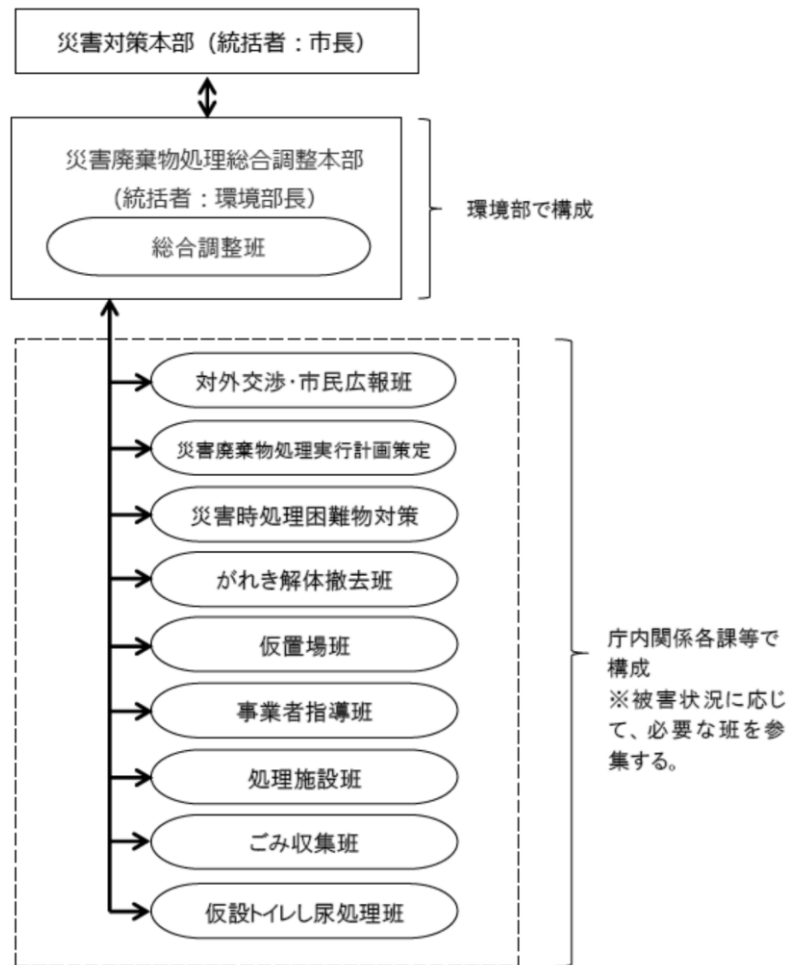 災害対策本部（統括者：市長）
災害廃棄物処理総合調整本部
（統括者：環境部長）
総合調整班
環境部で構成
対外交渉・市民広報班
災害廃棄物処理実行計画策定
災害時処理困難物対策
がれき解体撤去班
仮置場班
事業者指導班
処理施設班
ごみ収集班
仮設トイレし尿処理班
庁内関係各課等で
構成
※被害状況に応じ
て、必要な班を参
集する。